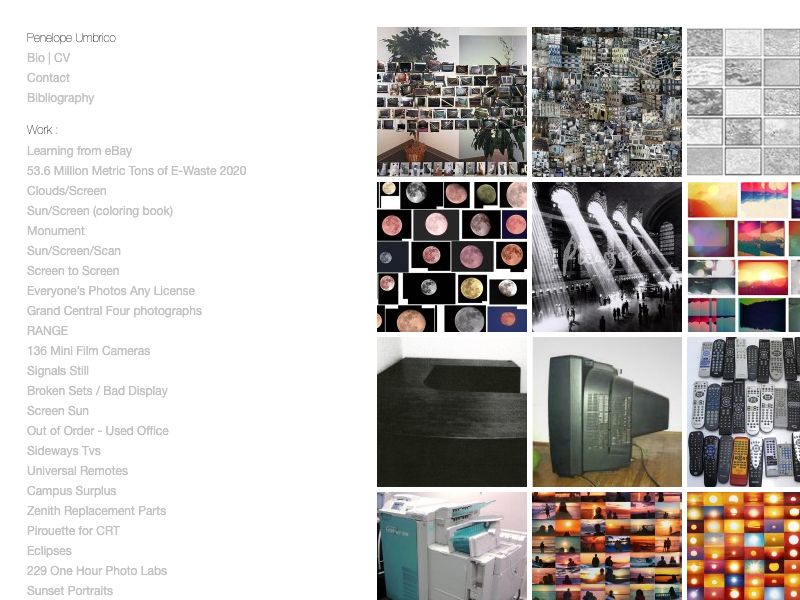 Penelope Umbrico
Bio | CV
Contact
Bibliography
Work :
Learning from eBay
53.6 Million Metric Tons of E-Waste 2020
Clouds/Screen
Sun/Screen (coloring book)
Monument
Sun/Screen/Scan
Screen to Screen
Everyone's Photos Any License
Grand Central Four photographs
RANGE
136 Mini Film Cameras
Signals Still
Broken Sets / Bad Display
Screen Sun
Out of Order - Used Office
Sideways Tvs
Universal Remotes
Campus Surplus
Zenith Replacement Parts
Pirouette for CRT
Eclipses
229 One Hour Photo Labs
Sunset Portraits